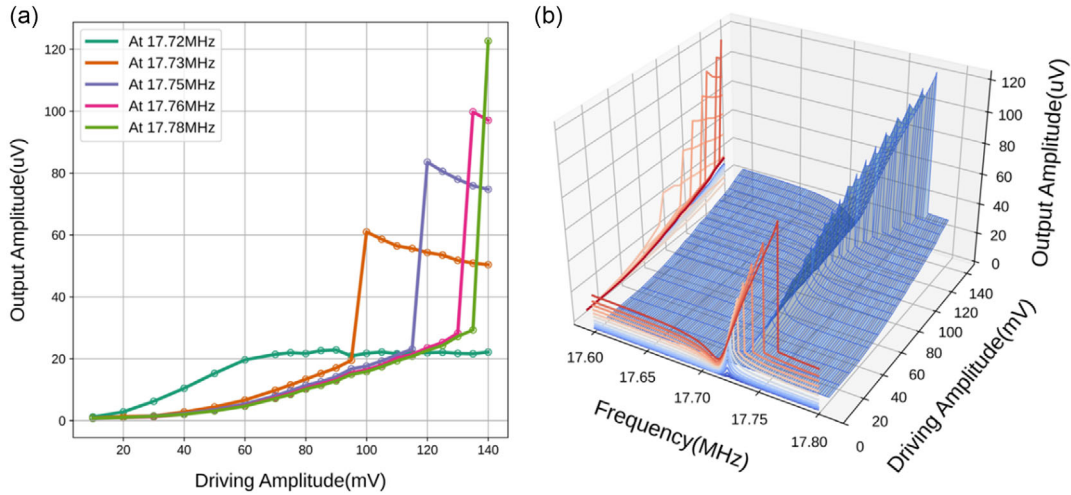 (a)
120
100
80
60
40
20
0
Output Amplitude(uV)
At 17.72MHz
At 17.73MHz
At 17.75MHz
At 17.76MHz
At 17.78MHz
20 40 60 80 100 120 140
Driving Amplitude(mV)
(b)
120
100
80
60
40
20
0
Output Amplitude(uV)
140
120
100
80
60
40
20
0
Driving Amplitude(mV)
17.60
17.65
17.70
17.75
17.80
Frequency(MHz)